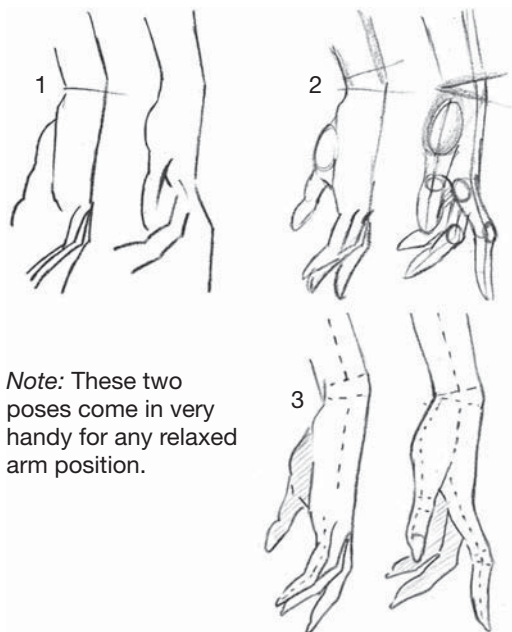 1
2
Note: These two
poses come in very
handy for any relaxed
arm position.
3